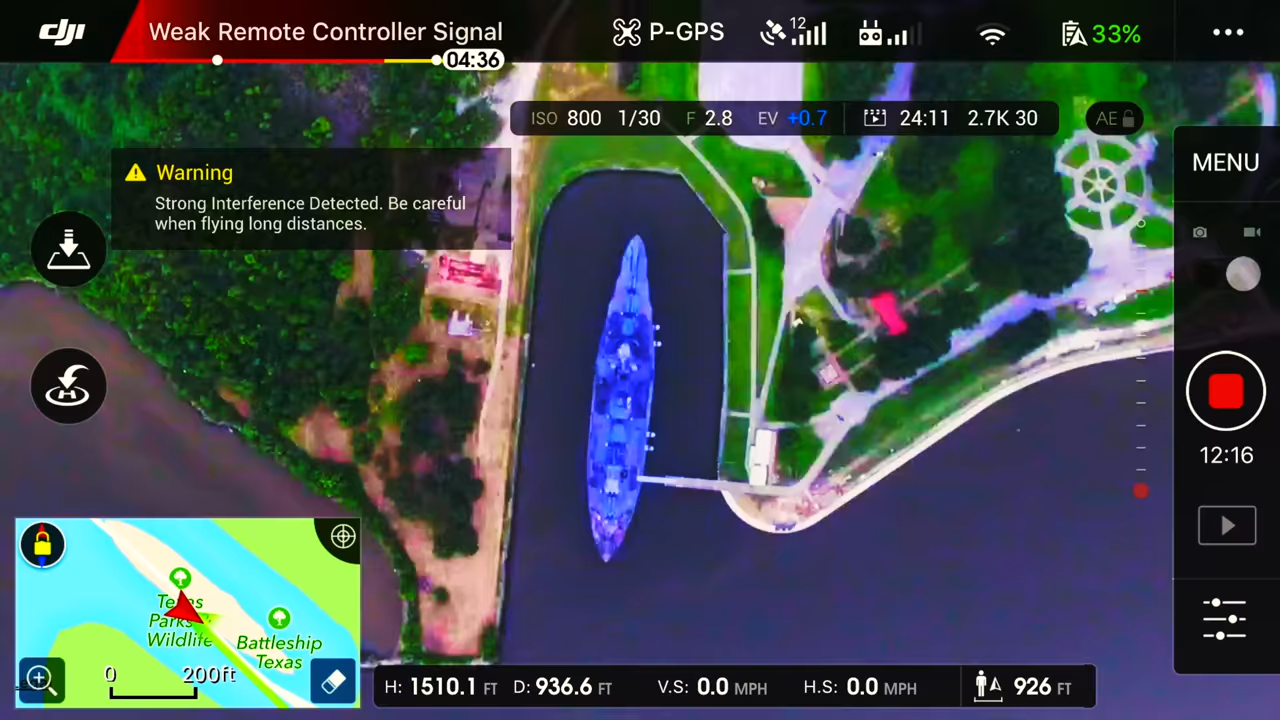 dji
Weak Remote Controller Signal
P-GPS
12
33%
04:36
ISO 800 1/30 F 2.8 EV +0.7 24:11 2.7K 30
AE
MENU
Warning
Strong Interference Detected. Be careful
when flying long distances.
12:16
Texas
Parks
Wildlife
Battleship
Texas
0 200ft
H: 1510.1 FT D: 936.6 FT V.S: 0.0 MPH H.S: 0.0 MPH 926 FT